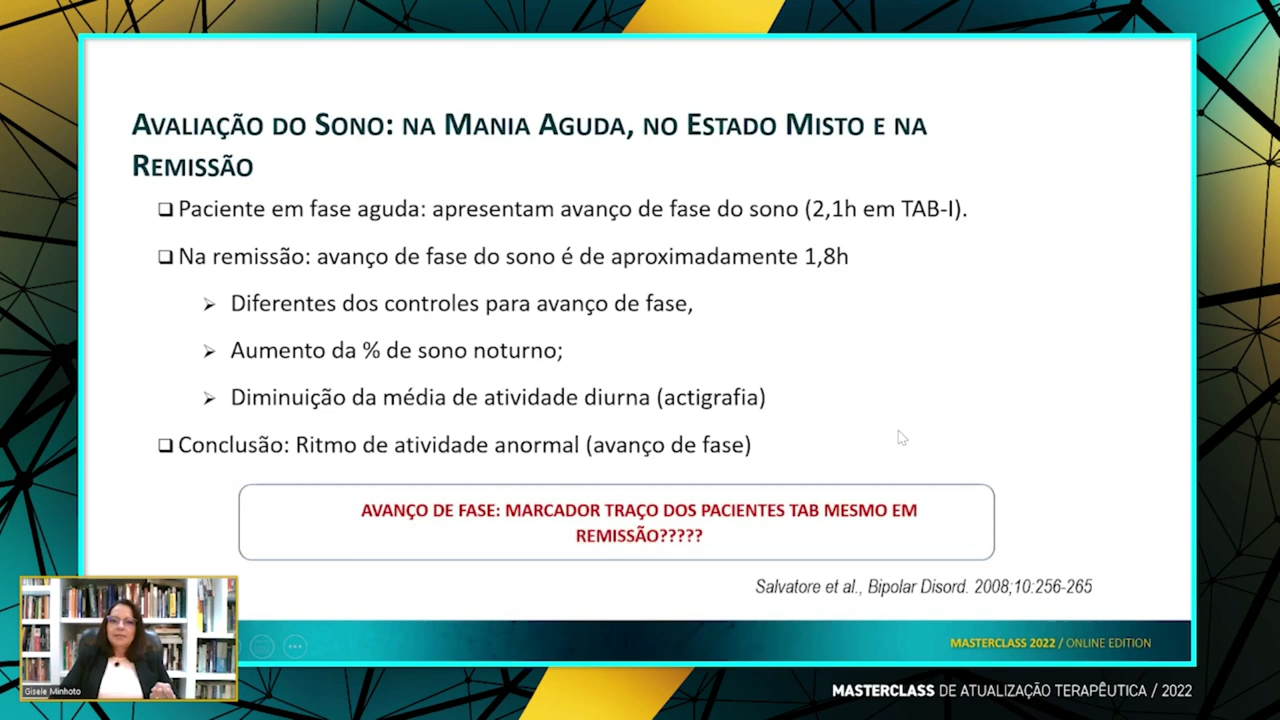 AVALIAÇÃO DO SONO: NA MANIA AGUDA, NO ESTADO MISTO E NA
REMISSÃO
Paciente em fase aguda: apresentam avanço de fase do sono (2,1h em TAB-I).
Na remissão: avanço de fase do sono é de aproximadamente 1,8h
Diferentes dos controles para avanço de fase,
Aumento da % de sono noturno;
Diminuição da média de atividade diurna (actigrafia)
Conclusão: Ritmo de atividade anormal (avanço de fase)
AVANÇO DE FASE: MARCADOR TRAÇO DOS PACIENTES TAB MESMO EM
REMISSÃO?????
Salvatore et al., Bipolar Disord. 2008;10:256-265
MASTERCLASS 2022 / ONLINE EDITION
Gisele Minhoto
MASTERCLASS DE ATUALIZAÇÃO TERAPÊUTICA / 2022